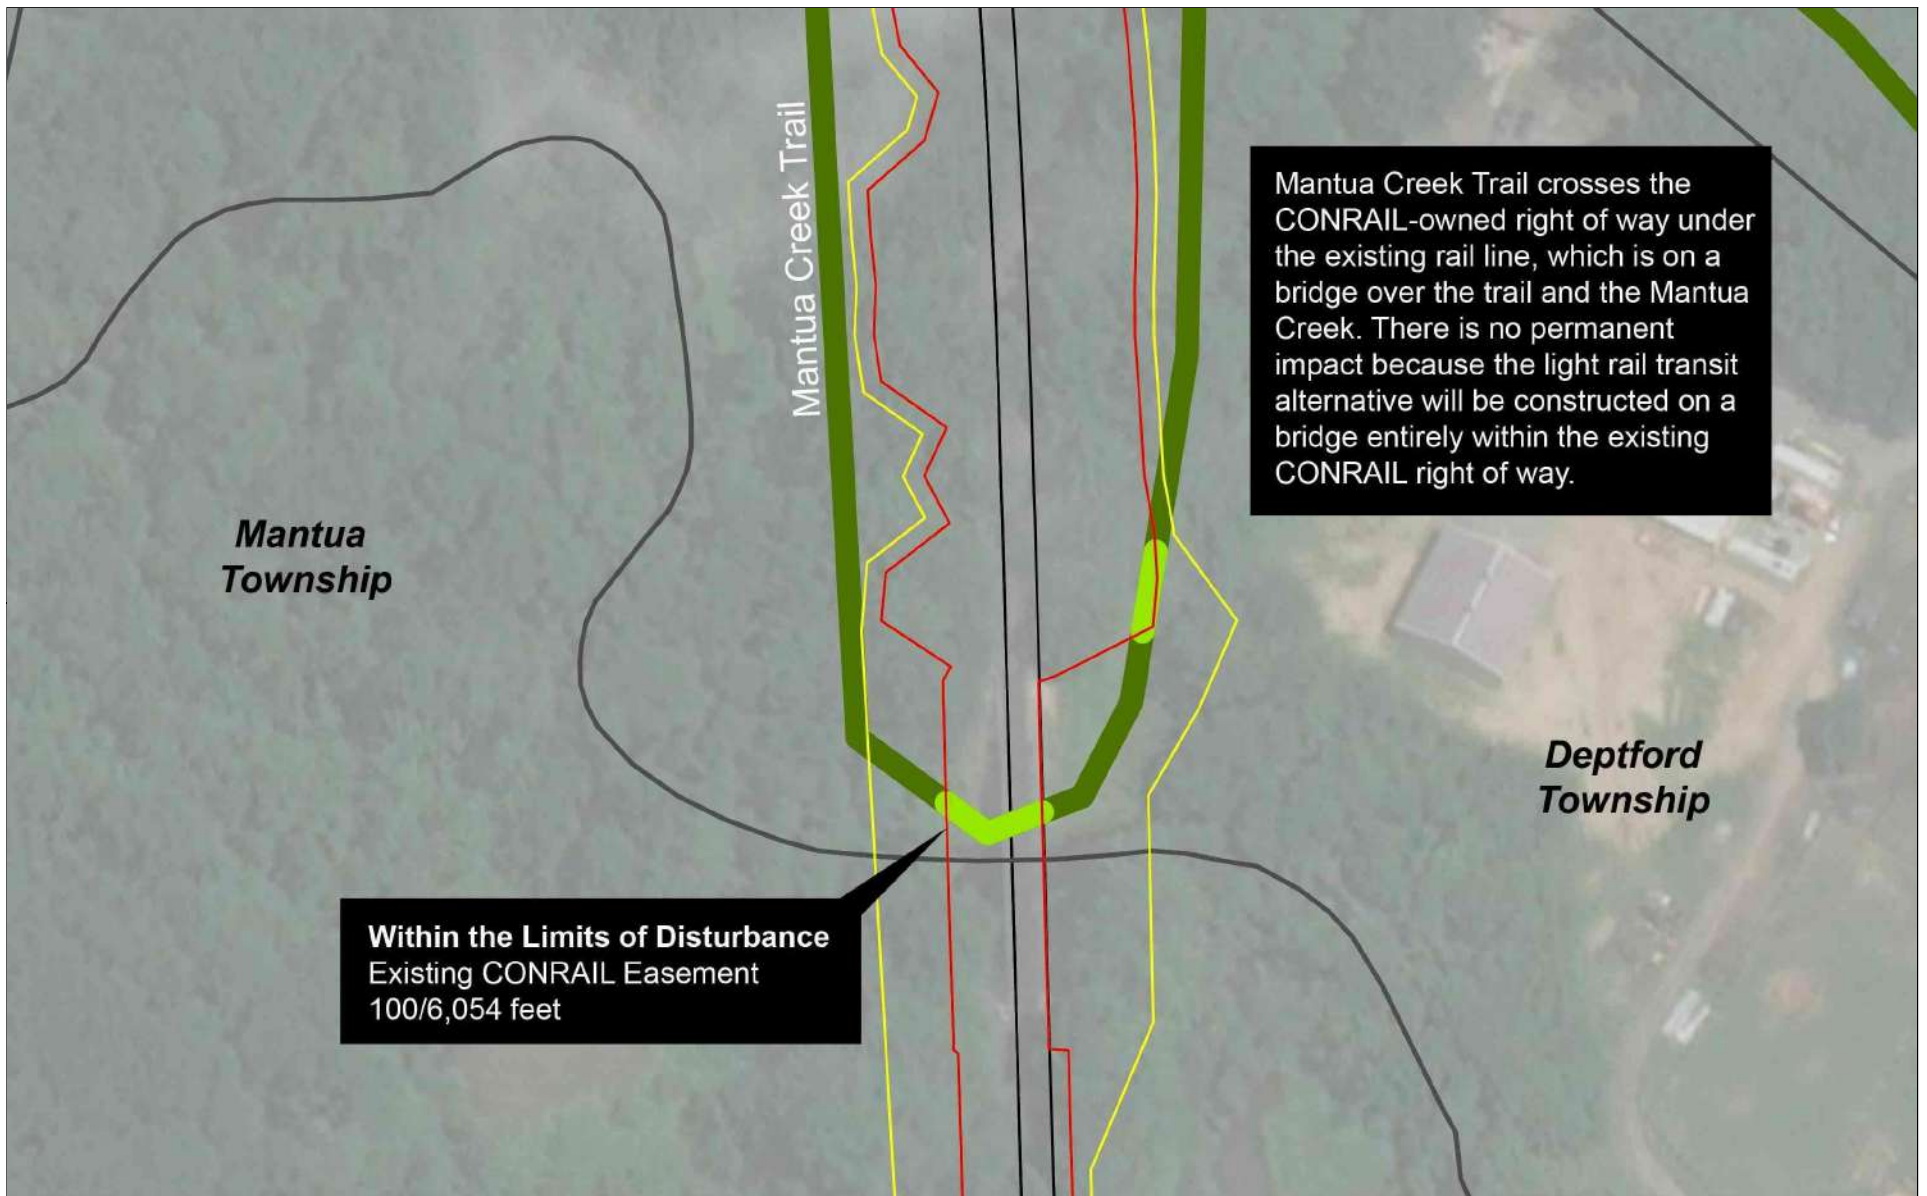 Mantua Creek Trail
Mantua Creek Trail crosses the
CONRAIL-owned right of way under
the existing rail line, which is on a
bridge over the trail and the Mantua
Creek. There is no permanent
impact because the light rail transit
alternative will be constructed on a
bridge entirely within the existing
CONRAIL right of way.
Mantua
Township
Deptford
Township
Within the Limits of Disturbance
Existing CONRAIL Easement
100/6,054 feet